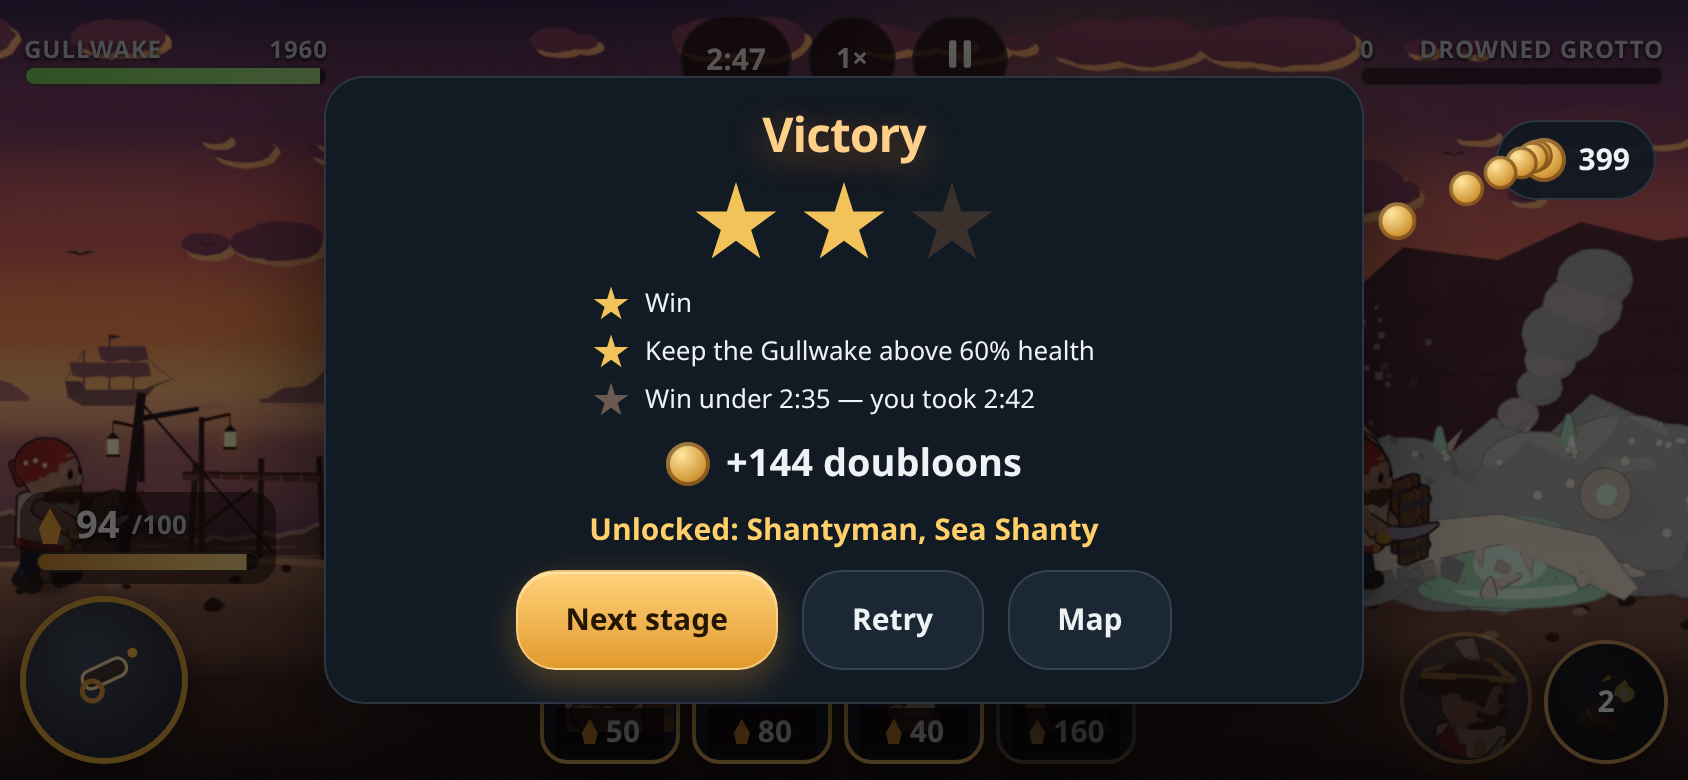 GULLWAKE 1960
2:47 1×
0 DROWNED GROTTO
399
Victory
Win
Keep the Gullwake above 60% health
Win under 2:35 — you took 2:42
+144 doubloons
Unlocked: Shantyman, Sea Shanty
94 /100
Next stage Retry Map
50 80 40 160
2